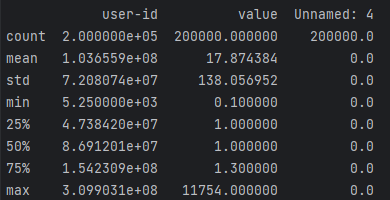 user-id value Unnamed: 4
count 2.000000e+05 200000.000000 200000.0
mean 1.036559e+08 17.874384 0.0
std 7.208074e+07 138.056952 0.0
min 5.250000e+03 0.100000 0.0
25% 4.738420e+07 1.000000 0.0
50% 8.691201e+07 1.000000 0.0
75% 1.542309e+08 1.300000 0.0
max 3.099031e+08 11754.000000 0.0